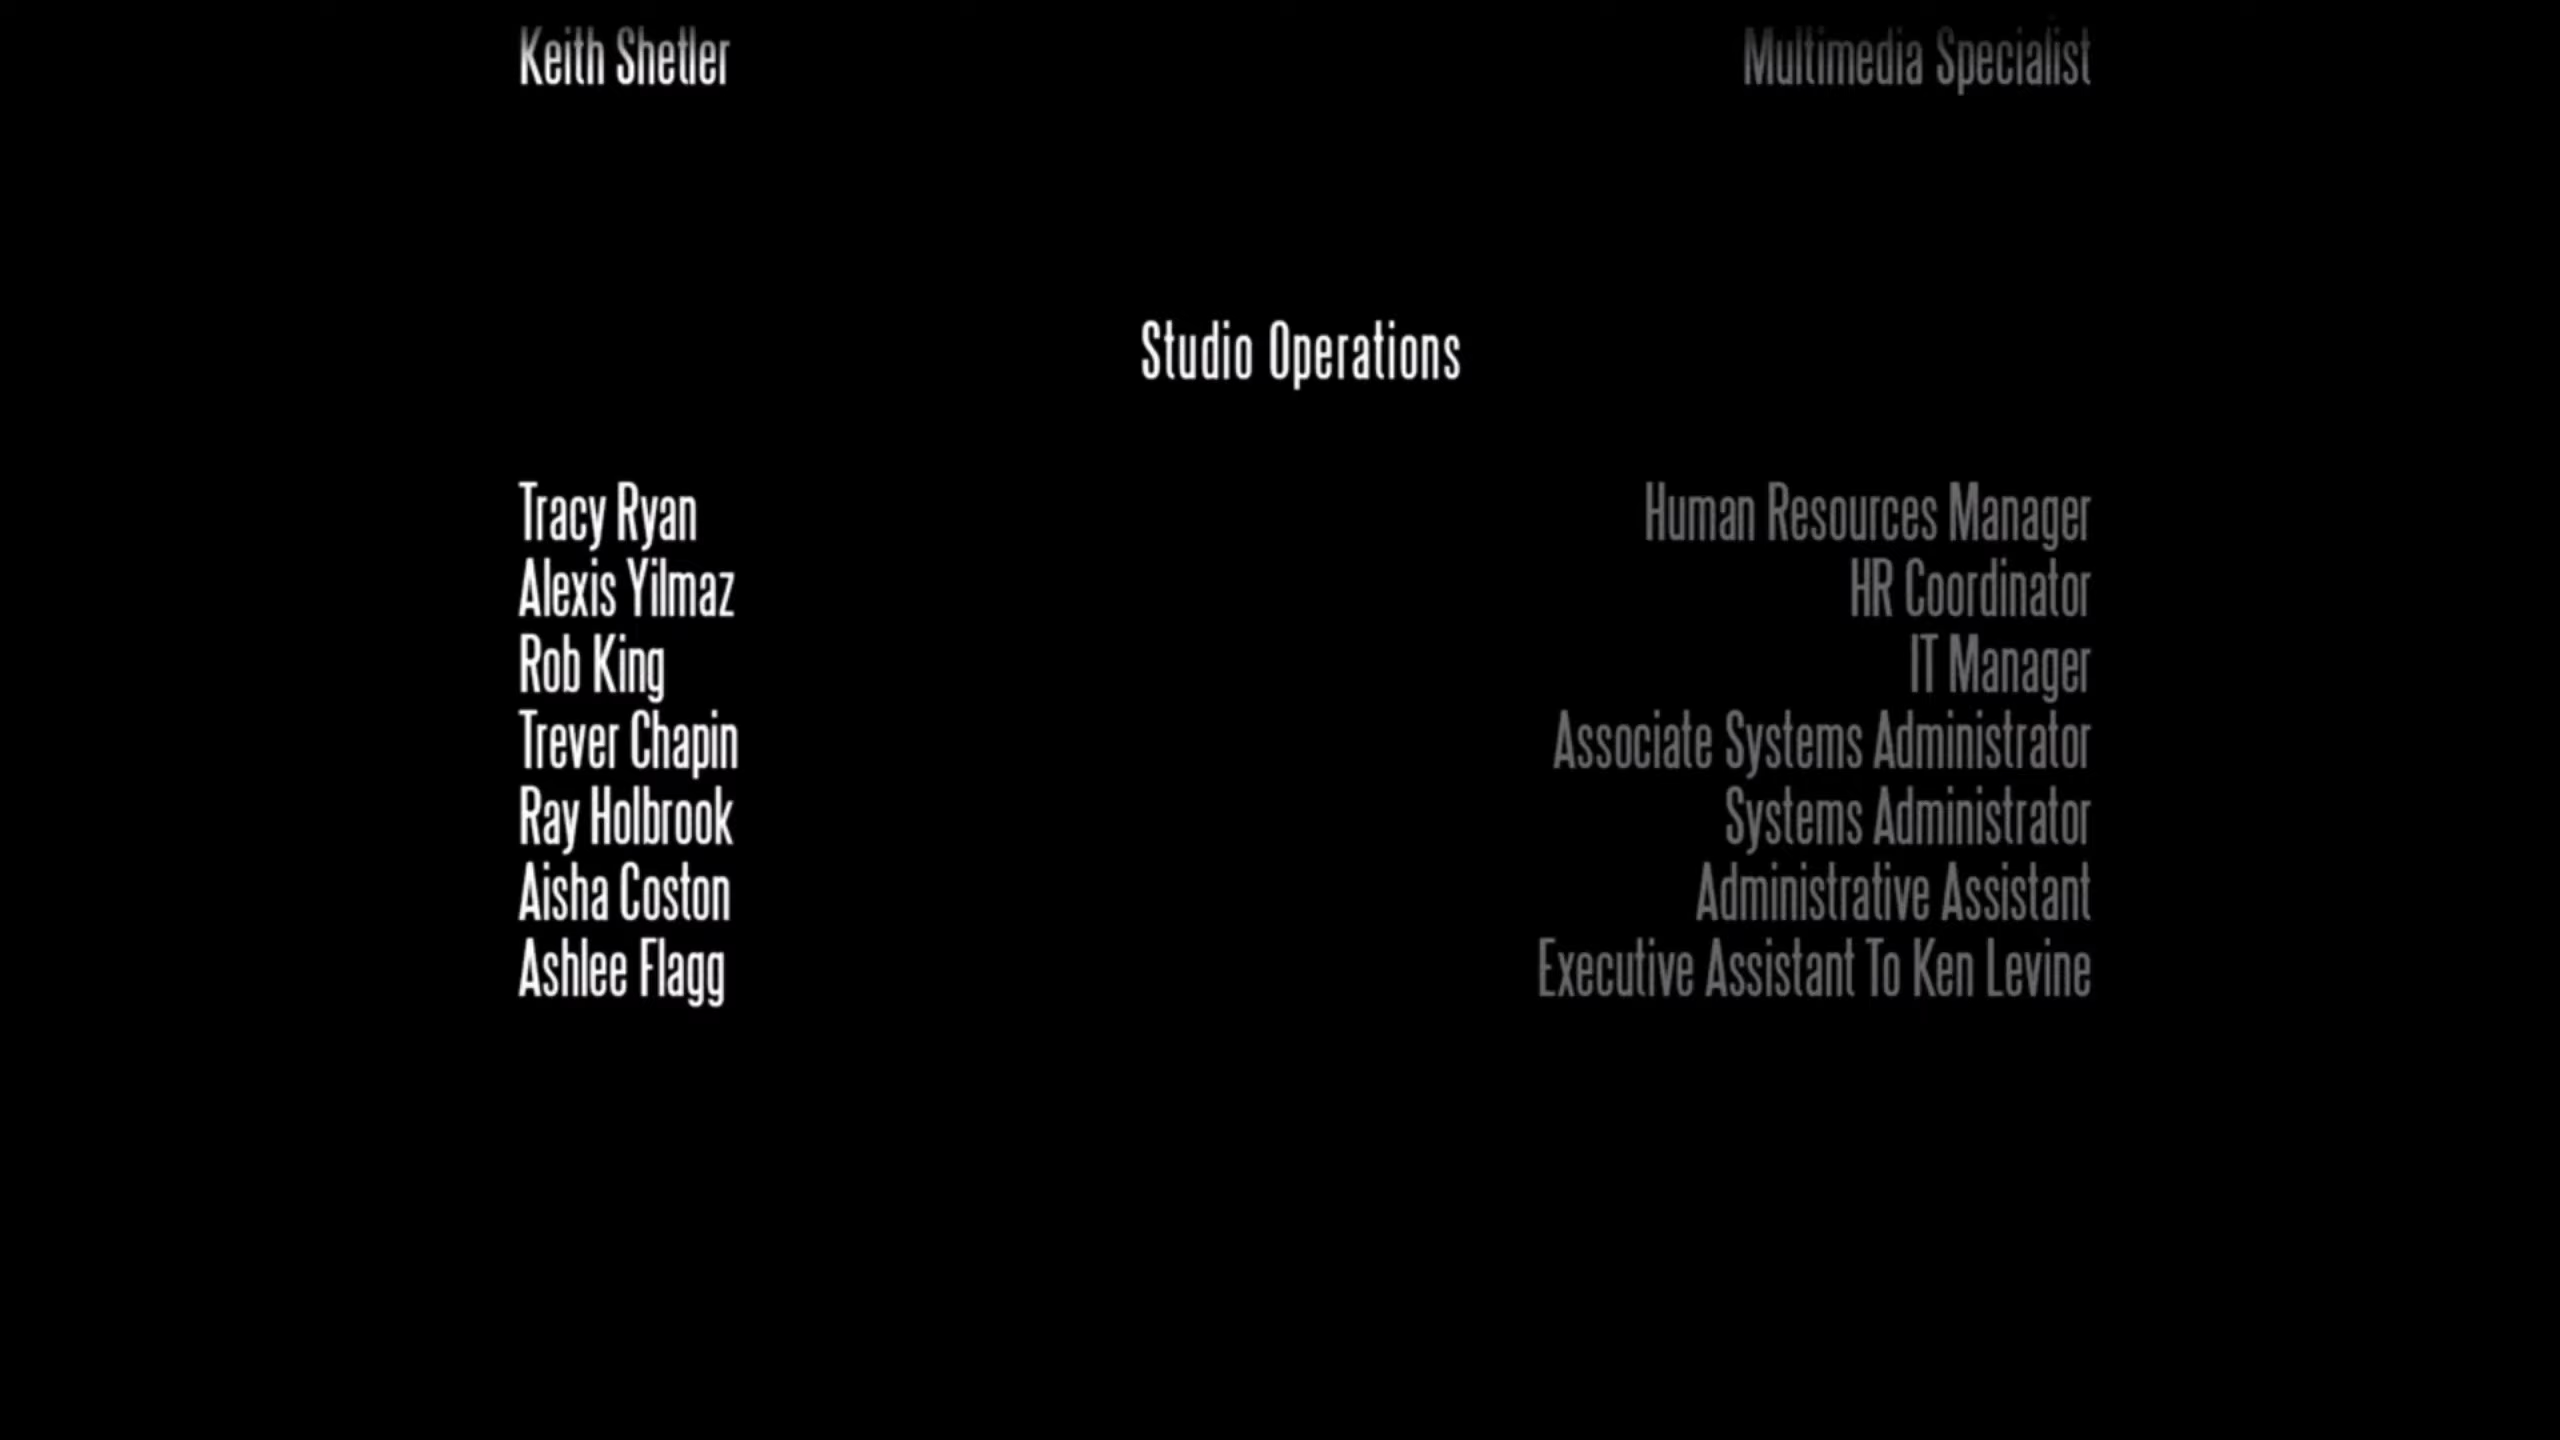 Keith Shetler Multimedia Specialist
Studio Operations
Tracy Ryan Human Resources Manager
Alexis Yilmaz HR Coordinator
Rob King IT Manager
Trever Chapin Associate Systems Administrator
Ray Holbrook Systems Administrator
Aisha Coston Administrative Assistant
Ashlee Flagg Executive Assistant To Ken Levine